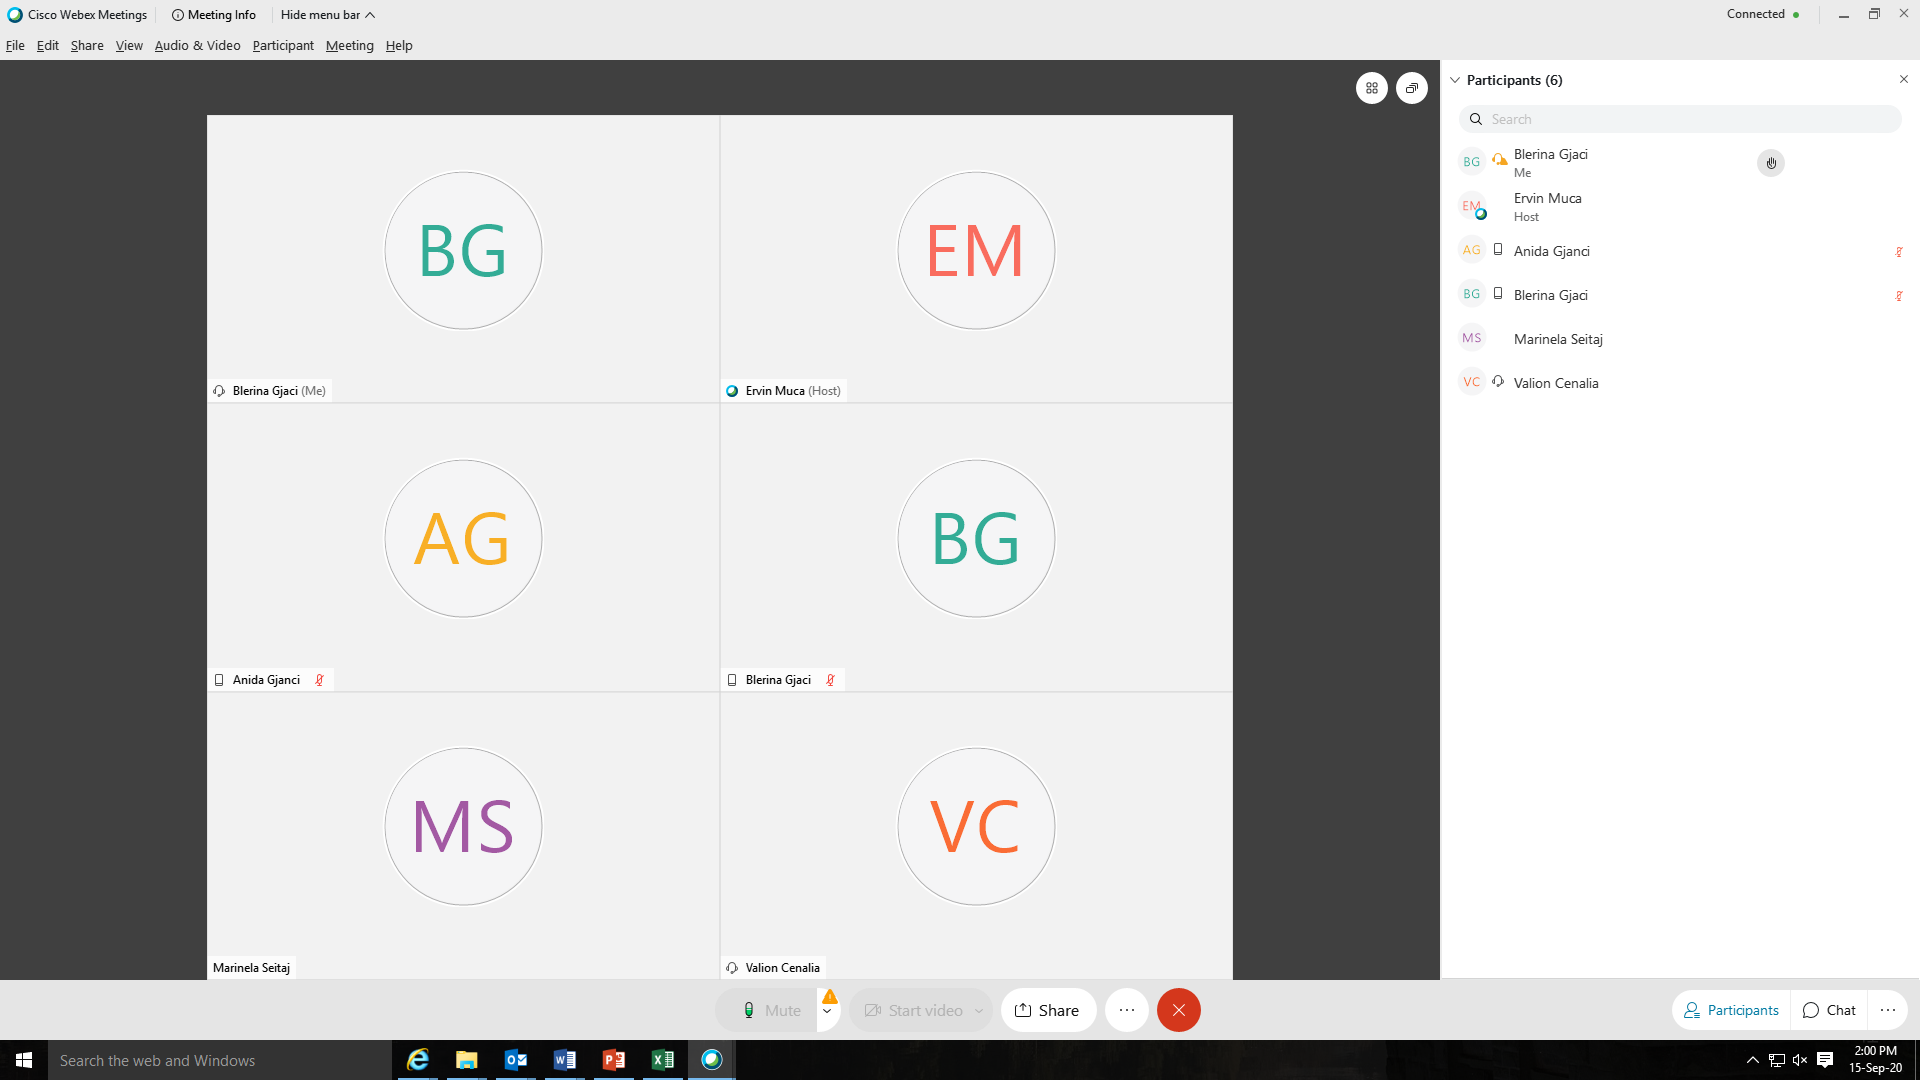 Cisco Webex Meetings
Meeting Info
Hide menu bar
Connected
File Edit Share View Audio & Video Participant Meeting Help
Participants (6)
Search
BG Blerina Gjaci
Me
EM Ervin Muca
Host
AG Anida Gjanci
BG Blerina Gjaci
MS Marinela Seitaj
VC Valion Cenalia
BG
Blerina Gjaci (Me)
EM
Ervin Muca (Host)
AG
Anida Gjanci
BG
Blerina Gjaci
MS
Marinela Seitaj
VC
Valion Cenalia
Mute
Start video
Share
Participants
Chat
Search the web and Windows
2:00 PM
15-Sep-20